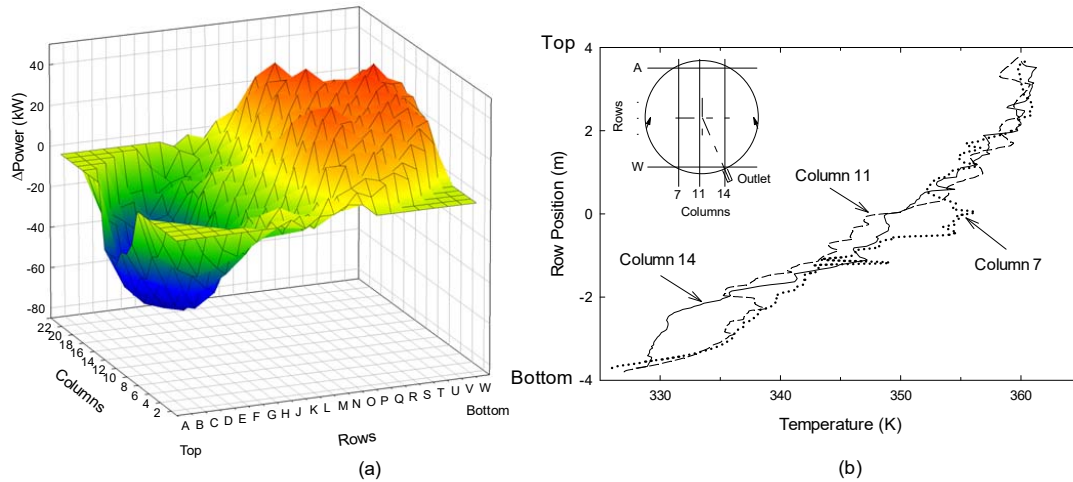 ΔPower (kW)
40
20
0
-20
-40
-60
-80
22
20
18
16
14
12
10
8
6
4
2
Columns
A B C D E F G H J K L M N O P Q R S T U V W
Top
Rows
Bottom
(a)
Top
2
0
-2
Bottom
-4
Row Position (m)
330 340 350 360
Temperature (K)
A
Rows
W
7 11 14
Columns
Outlet
Column 11
Column 14
Column 7
(b)